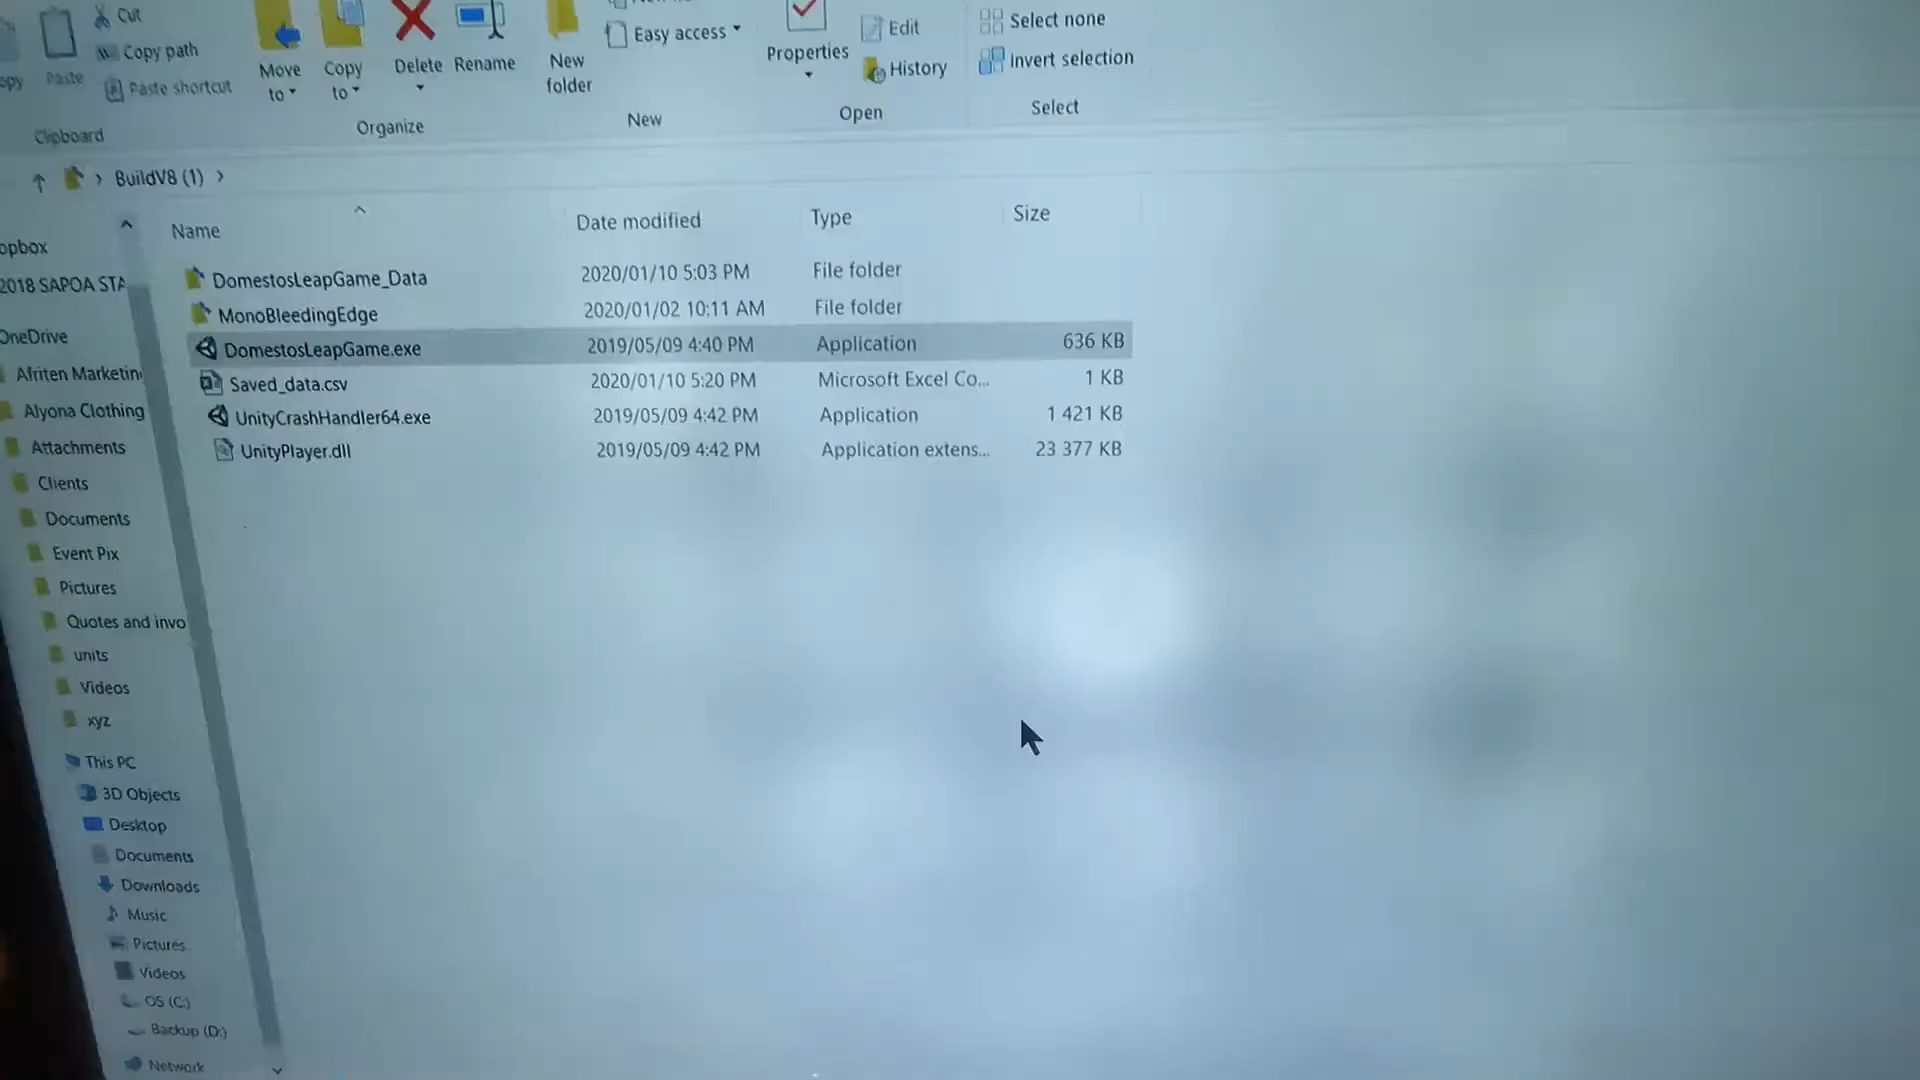 Cut
Copy path
Paste
Paste shortcut
Clipboard
Move to
Copy to
Delete
Rename
Organize
New folder
Easy access
New
Properties
Edit
History
Open
Select none
Invert selection
Select
BuildV8 (1)
Name Date modified Type Size
DomestosLeapGame_Data 2020/01/10 5:03 PM File folder
MonoBleedingEdge 2020/01/02 10:11 AM File folder
DomestosLeapGame.exe 2019/05/09 4:40 PM Application 636 KB
Saved_data.csv 2020/01/10 5:20 PM Microsoft Excel Co... 1 KB
UnityCrashHandler64.exe 2019/05/09 4:42 PM Application 1 421 KB
UnityPlayer.dll 2019/05/09 4:42 PM Application extens... 23 377 KB
opbox
2018 SAPOA STA
OneDrive
Afriten Marketin
Alyona Clothing
Attachments
Clients
Documents
Event Pix
Pictures
Quotes and invo
units
Videos
xyz
This PC
3D Objects
Desktop
Documents
Downloads
Music
Pictures
Videos
OS (C:)
Backup (D:)
Network